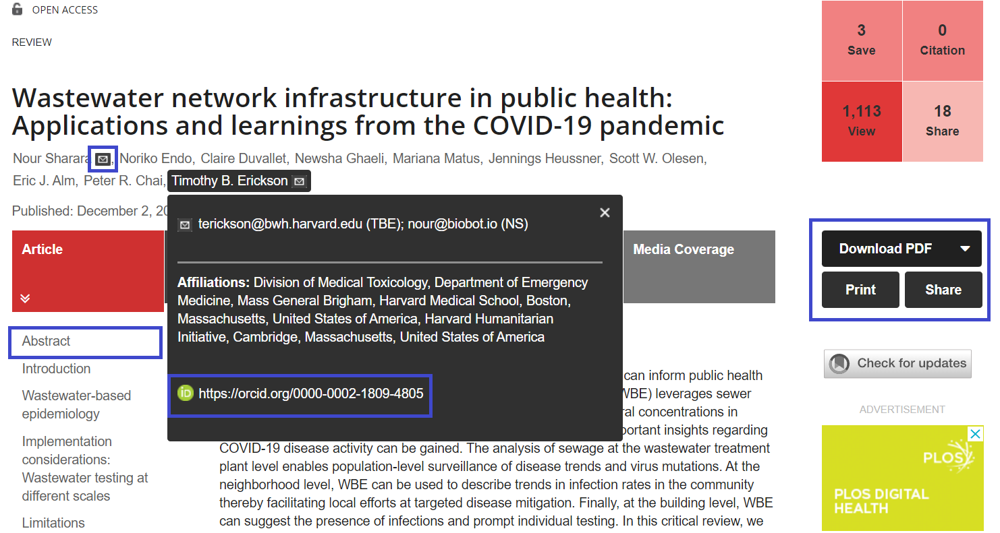 OPEN ACCESS
REVIEW
Wastewater network infrastructure in public health:
Applications and learnings from the COVID-19 pandemic
Nour Sharara, Noriko Endo, Claire Duvallet, Newsha Ghaeli, Mariana Matus, Jennings Heussner, Scott W. Olesen,
Eric J. Alm, Peter R. Chai, Timothy B. Erickson
Published: December 2, 20
terickson@bwh.harvard.edu (TBE); nour@biobot.io (NS)
Affiliations: Division of Medical Toxicology, Department of Emergency
Medicine, Mass General Brigham, Harvard Medical School, Boston,
Massachusetts, United States of America, Harvard Humanitarian
Initiative, Cambridge, Massachusetts, United States of America
iD https://orcid.org/0000-0002-1809-4805
Article
Media Coverage
Abstract
Introduction
Wastewater-based
epidemiology
Implementation
considerations:
Wastewater testing at
different scales
Limitations
can inform public health
WBE) leverages sewer
concentrations in
insights regarding
COVID-19 disease activity can be gained. The analysis of sewage at the wastewater treatment
plant level enables population-level surveillance of disease trends and virus mutations. At the
neighborhood level, WBE can be used to describe trends in infection rates in the community
thereby facilitating local efforts at targeted disease mitigation. Finally, at the building level, WBE
can suggest the presence of infections and prompt individual testing. In this critical review, we
3
Save
0
Citation
1,113
View
18
Share
Download PDF
Print
Share
Check for updates
ADVERTISEMENT
PLOS
PLOS DIGITAL
HEALTH